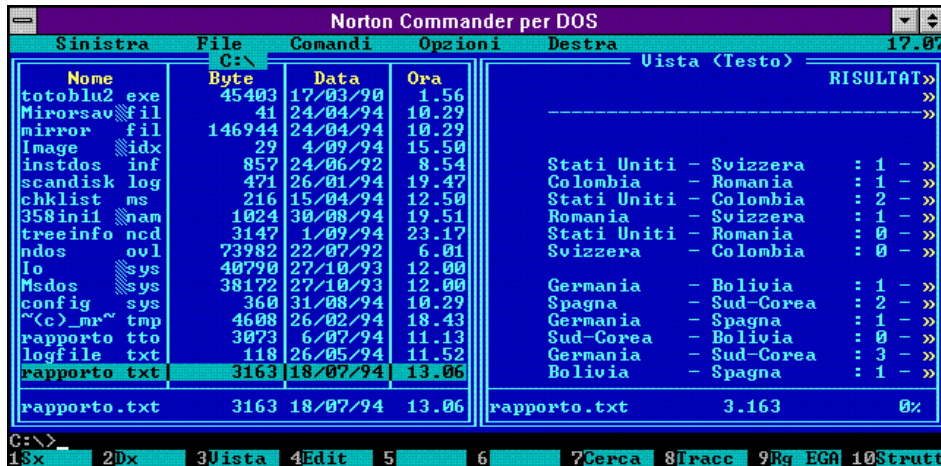 Norton Commander per DOS
Sinistra File Comandi Opzioni Destra 17.07
C:\
Nome Byte Data Ora
totoblu2 exe 45403 17/03/90 1.56
Mirorsav░fil 41 24/04/94 10.29
mirror fil 146944 24/04/94 10.29
Image ░idx 29 4/09/94 15.50
instdos inf 857 24/06/92 8.54
scandisk log 471 26/01/94 19.47
chklist ms 216 15/04/94 12.50
358ini1 ░nam 1024 30/08/94 19.51
treeinfo ncd 3147 1/09/94 23.17
ndos ovl 73982 22/07/92 6.01
Io ░sys 40790 27/10/93 12.00
Msdos ░sys 38172 27/10/93 12.00
config sys 360 31/08/94 10.29
~(c)_mr~ tmp 4608 26/02/94 18.43
rapporto tto 3073 6/07/94 11.13
logfile txt 118 26/05/94 11.52
rapporto txt 3163 18/07/94 13.06
rapporto.txt 3163 18/07/94 13.06
Vista (Testo)
RISULTAT»
»
----------------------------------»
Stati Uniti - Svizzera : 1 - »
Colombia - Romania : 1 - »
Stati Uniti - Colombia : 2 - »
Romania - Svizzera : 1 - »
Stati Uniti - Romania : 0 - »
Svizzera - Colombia : 0 - »
Germania - Bolivia : 1 - »
Spagna - Sud-Corea : 2 - »
Germania - Spagna : 1 - »
Sud-Corea - Bolivia : 0 - »
Germania - Sud-Corea : 3 - »
Bolivia - Spagna : 1 - »
rapporto.txt 3.163 0%
C:\>_
1Sx 2Dx 3Vista 4Edit 5 6 7Cerca 8Tracc 9Rg EGA 10Strutt